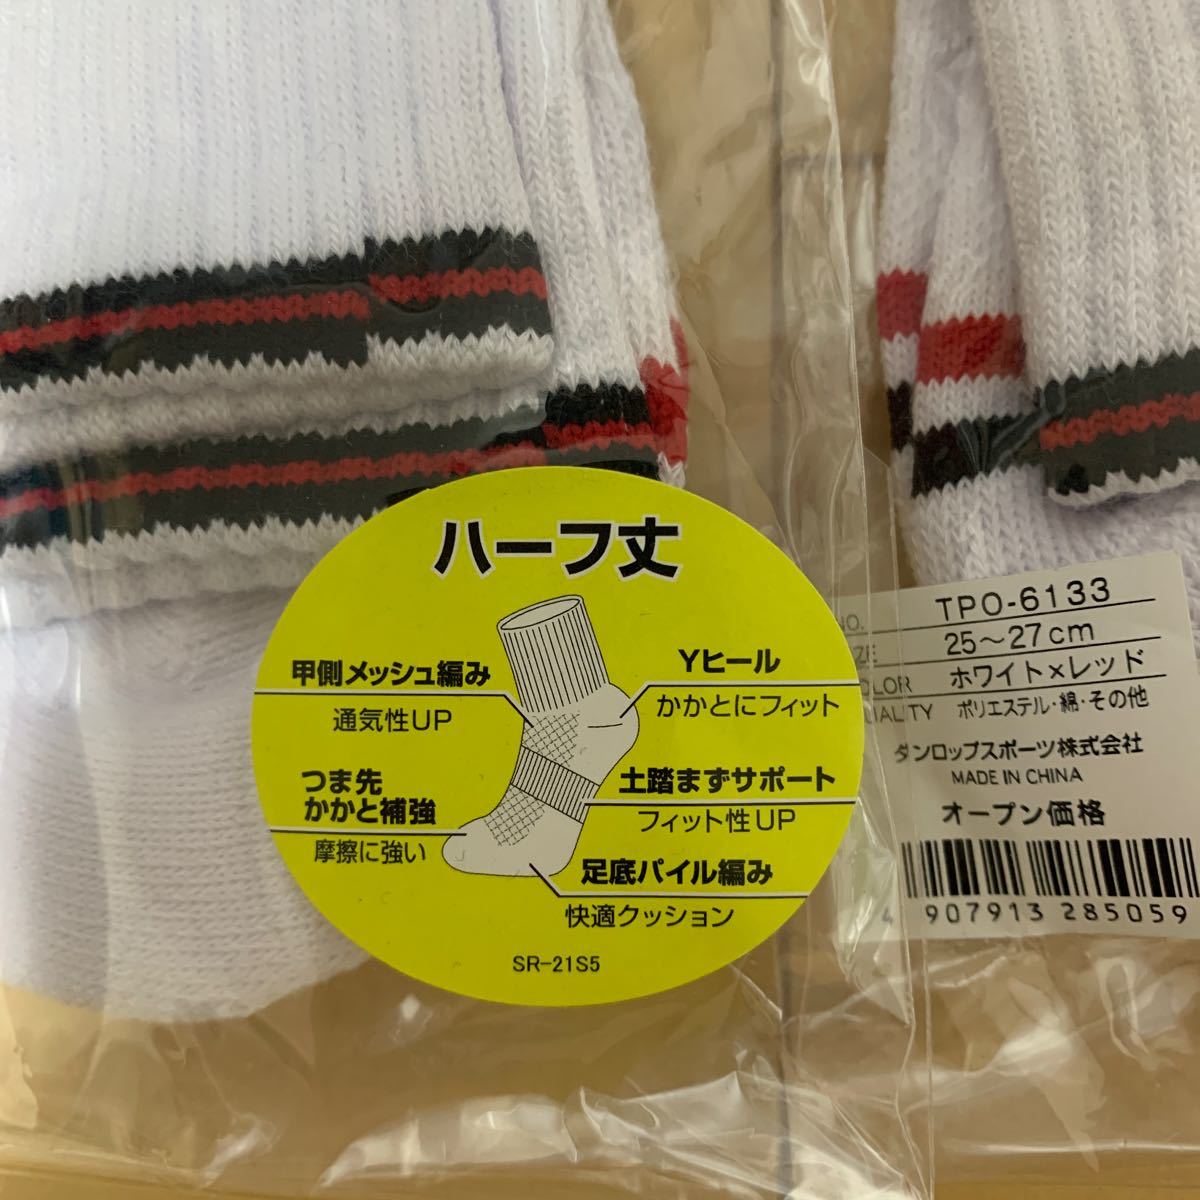 ハーフ丈
甲側メッシュ編み
通気性UP
つま先
かかと補強
摩擦に強い
Yヒール
かかとにフィット
土踏まずサポート
フィット性UP
足底パイル編み
快適クッション
SR-21S5
NO. TPO-6133
25～27cm
ホワイト×レッド
ポリエステル・綿・その他
ダンロップスポーツ株式会社
MADE IN CHINA
オープン価格
4 907913 285059